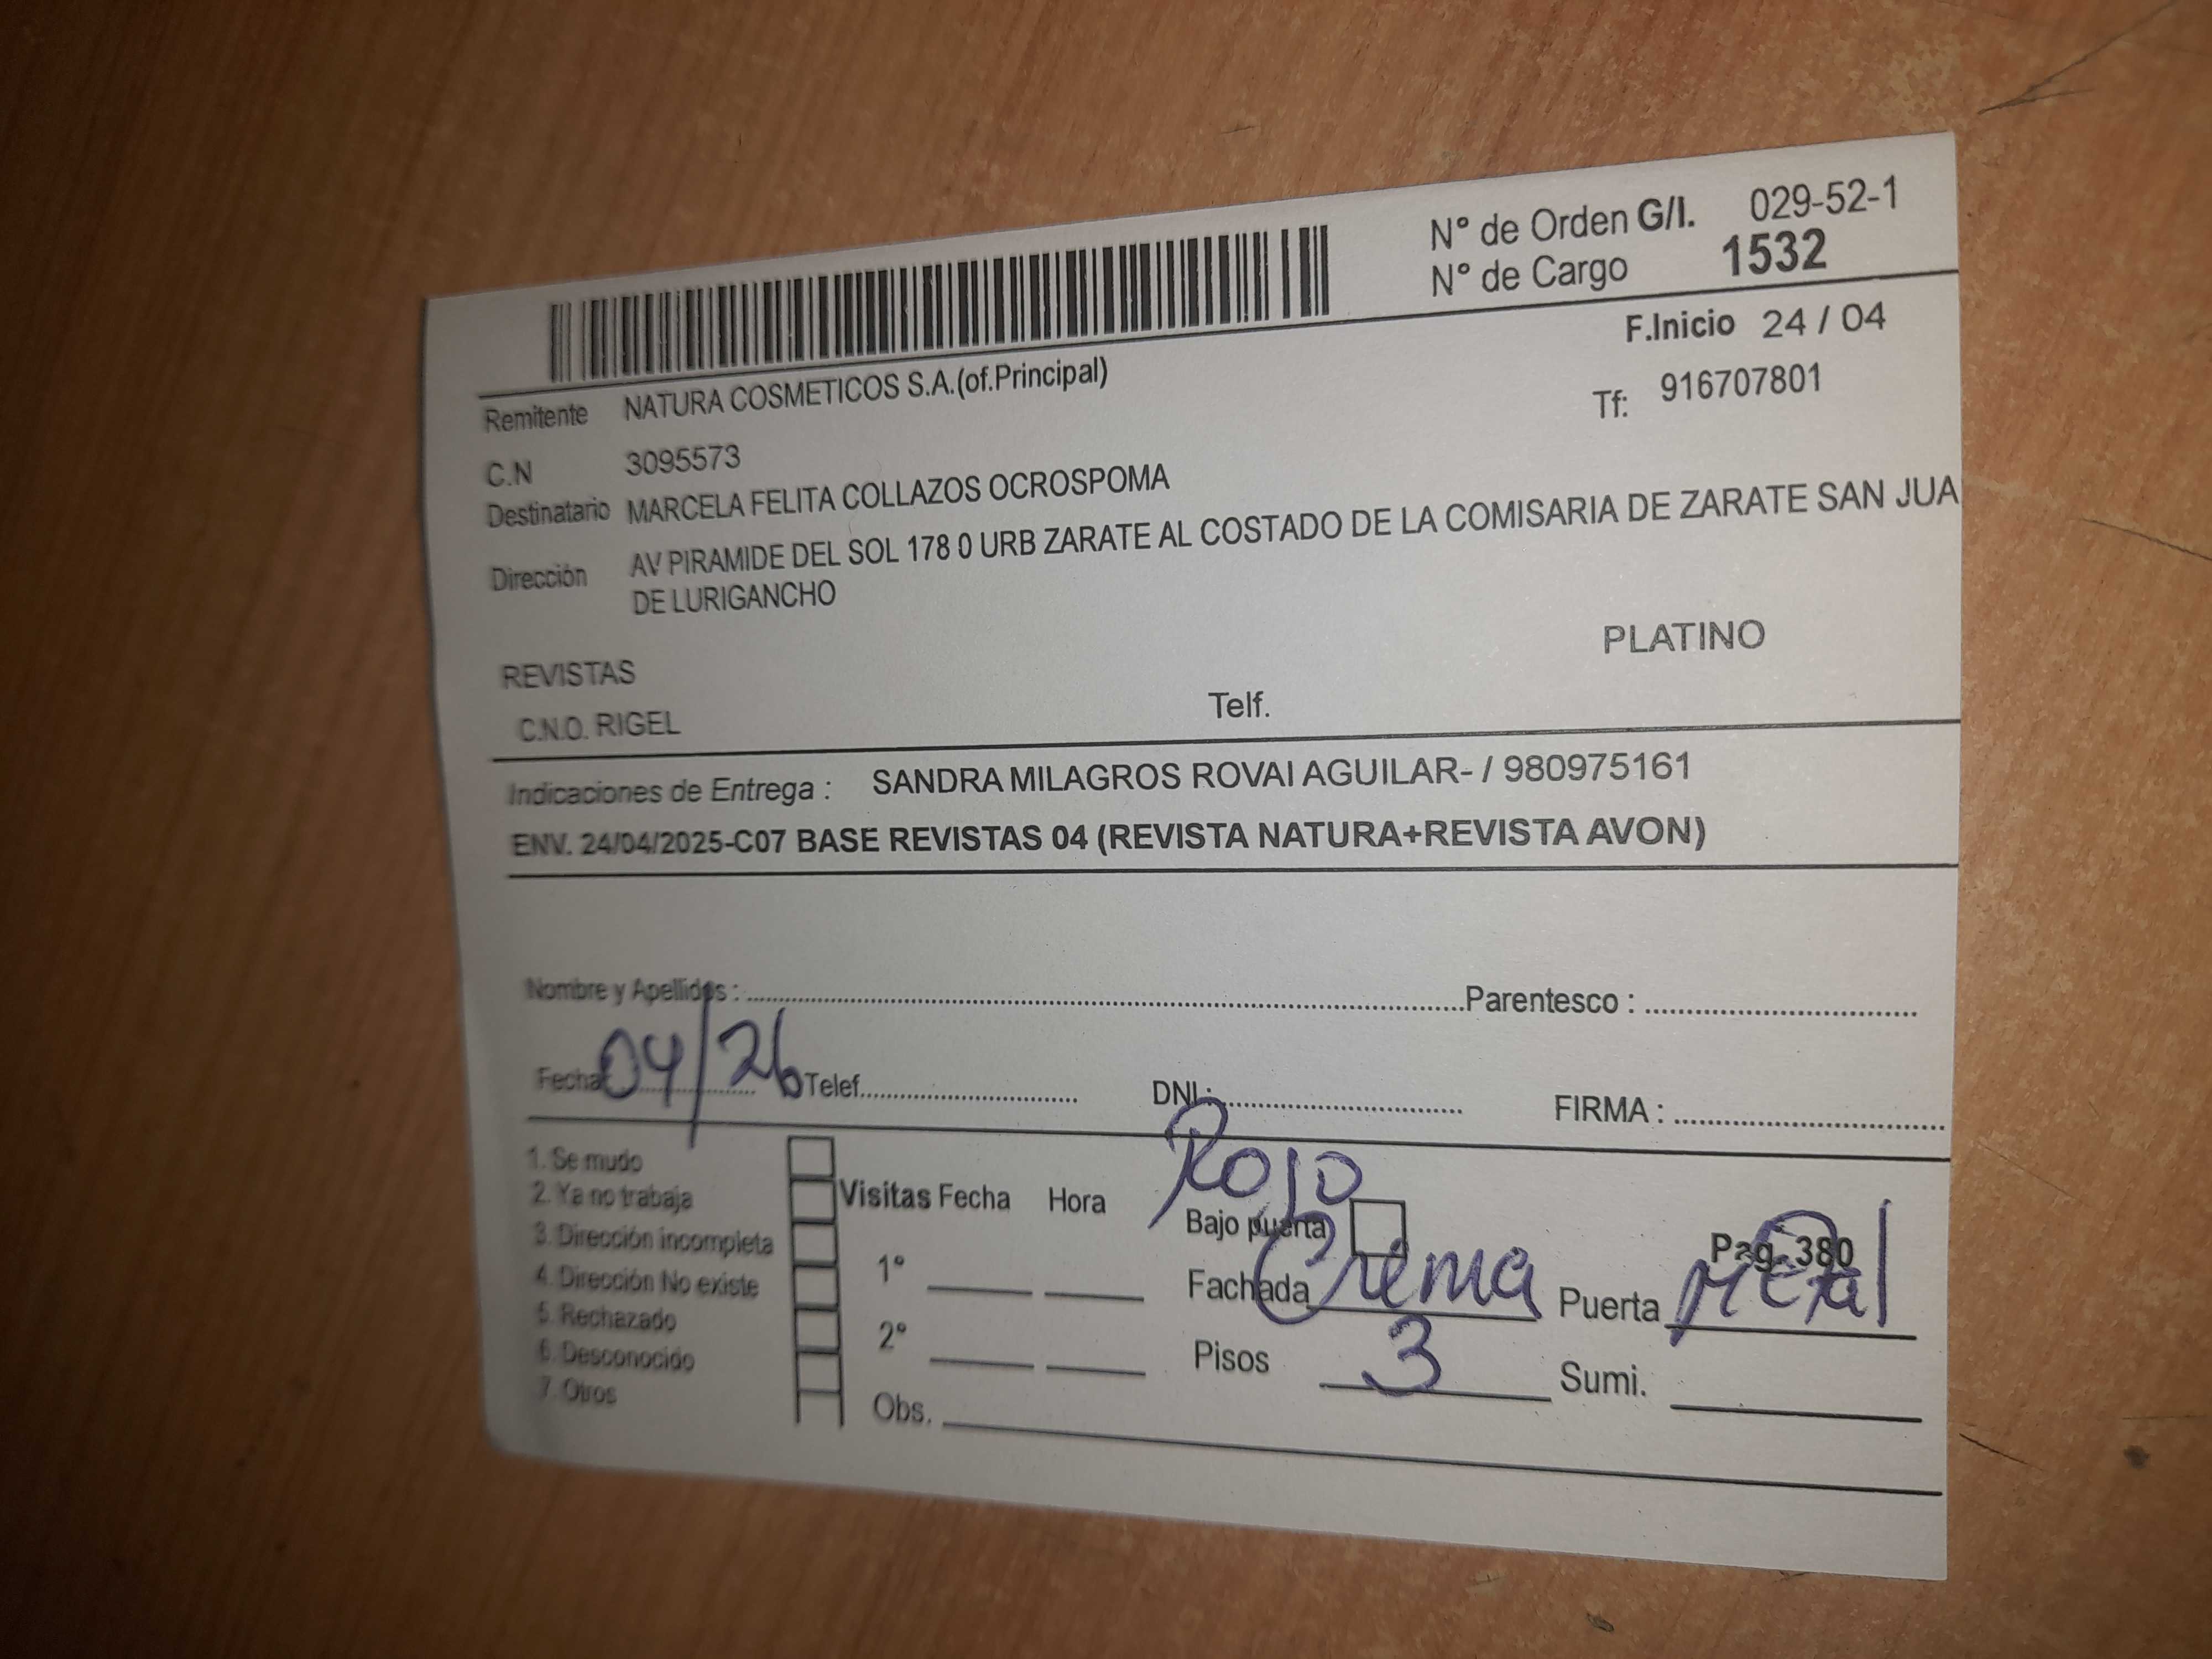 N° de Orden G/I. 029-52-1
N° de Cargo 1532
F.Inicio 24 / 04
Remitente NATURA COSMETICOS S.A.(of.Principal)
Tf: 916707801
C.N 3095573
Destinatario MARCELA FELITA COLLAZOS OCROSPOMA
Dirección AV PIRAMIDE DEL SOL 178 0 URB ZARATE AL COSTADO DE LA COMISARIA DE ZARATE SAN JUA
DE LURIGANCHO
PLATINO
REVISTAS
C.N.O. RIGEL Telf.
Indicaciones de Entrega : SANDRA MILAGROS ROVAI AGUILAR- / 980975161
ENV. 24/04/2025-C07 BASE REVISTAS 04 (REVISTA NATURA+REVISTA AVON)
Nombre y Apellidos : Parentesco :
Fecha: 04/26 Telef. DNI : FIRMA :
Rojo
1. Se mudo
2. Ya no trabaja
3. Dirección incompleta
4. Dirección No existe
5. Rechazado
6. Desconocido
7. Otros
Visitas Fecha Hora
1°
2°
Obs.
Bajo puerta
Pag. 380
Fachada Crema Puerta Metal
Pisos 3 Sumi.